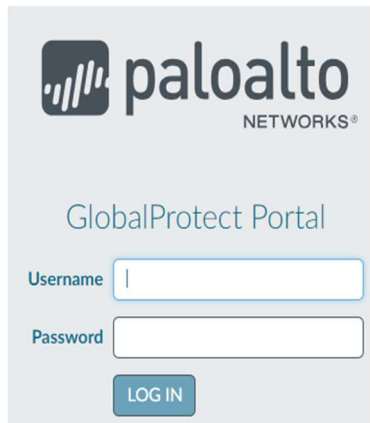 paloalto
NETWORKS®
GlobalProtect Portal
Username
Password
LOG IN